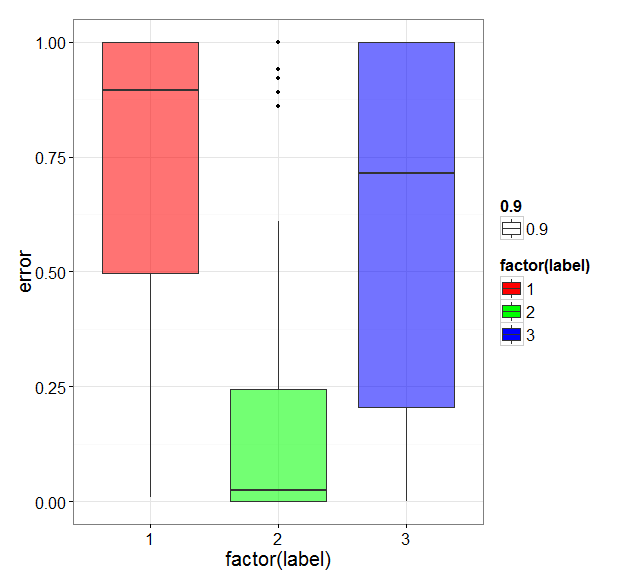 1.00
0.75
0.50
0.25
0.00
error
1 2 3
factor(label)
0.9
0.9
factor(label)
1
2
3